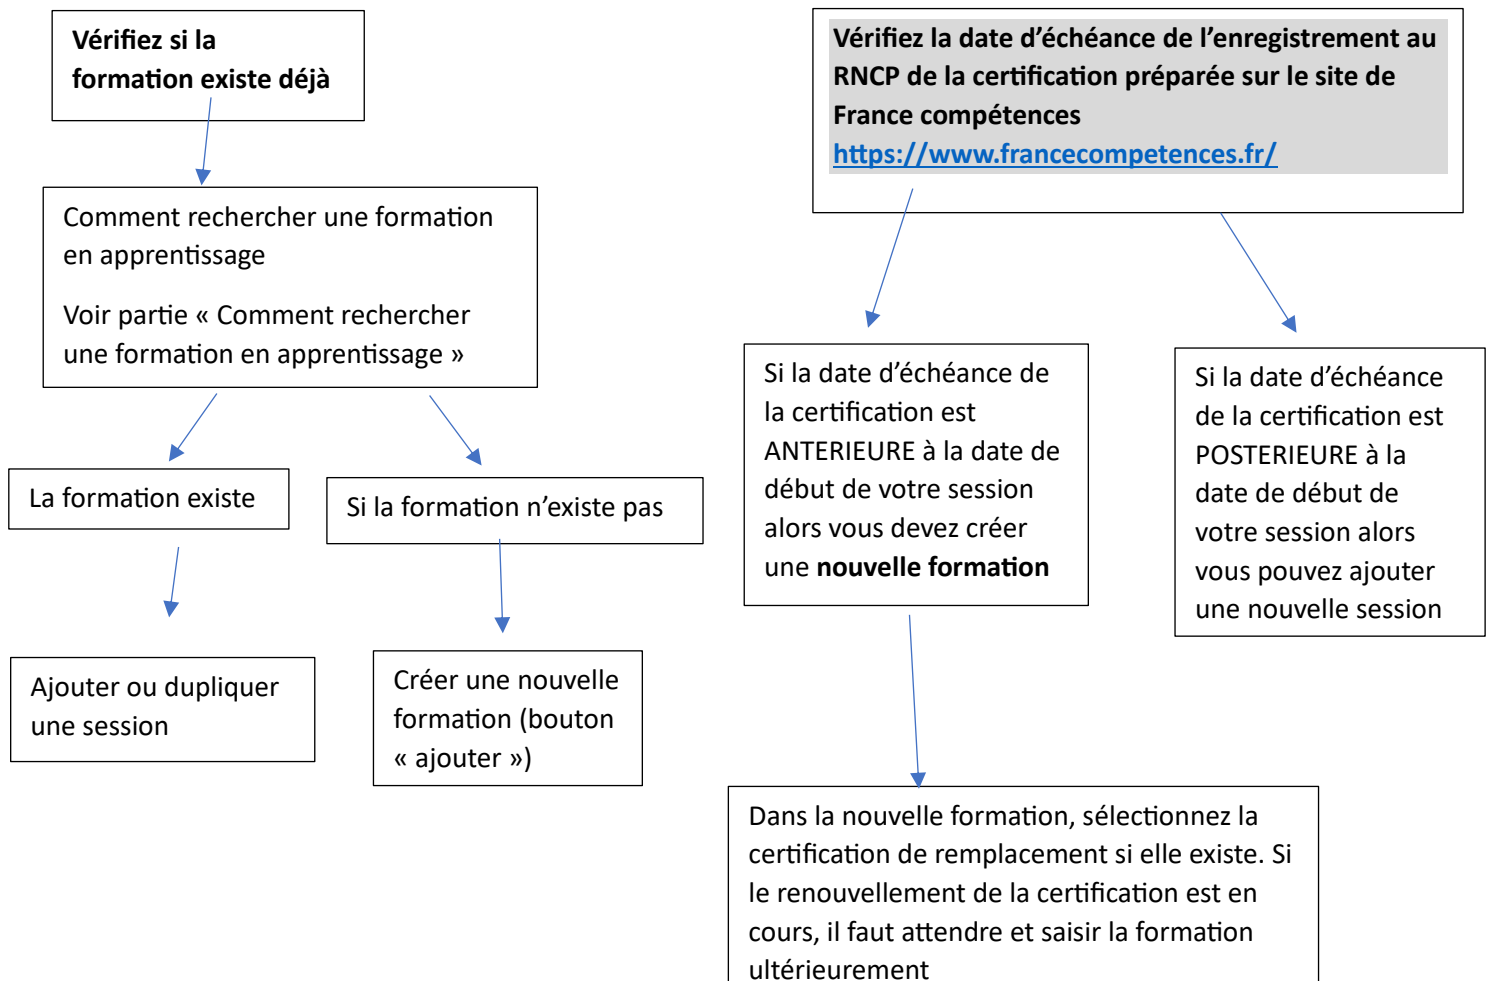 Vérifiez si la
formation existe déjà
Comment rechercher une formation
en apprentissage
Voir partie « Comment rechercher
une formation en apprentissage »
La formation existe
Si la formation n’existe pas
Ajouter ou dupliquer
une session
Créer une nouvelle
formation (bouton
« ajouter »)
Vérifiez la date d’échéance de l’enregistrement au
RNCP de la certification préparée sur le site de
France compétences
https://www.francecompetences.fr/
Si la date d’échéance de
la certification est
ANTERIEURE à la date de
début de votre session
alors vous devez créer
une nouvelle formation
Si la date d’échéance
de la certification est
POSTERIEURE à la
date de début de
votre session alors
vous pouvez ajouter
une nouvelle session
Dans la nouvelle formation, sélectionnez la
certification de remplacement si elle existe. Si
le renouvellement de la certification est en
cours, il faut attendre et saisir la formation
ultérieurement